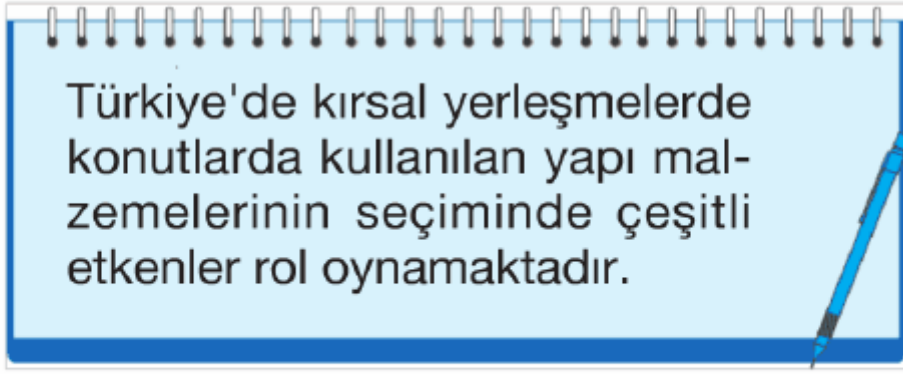 Türkiye'de kırsal yerleşmelerde
konutlarda kullanılan yapı mal-
zemelerinin seçiminde çeşitli
etkenler rol oynamaktadır.